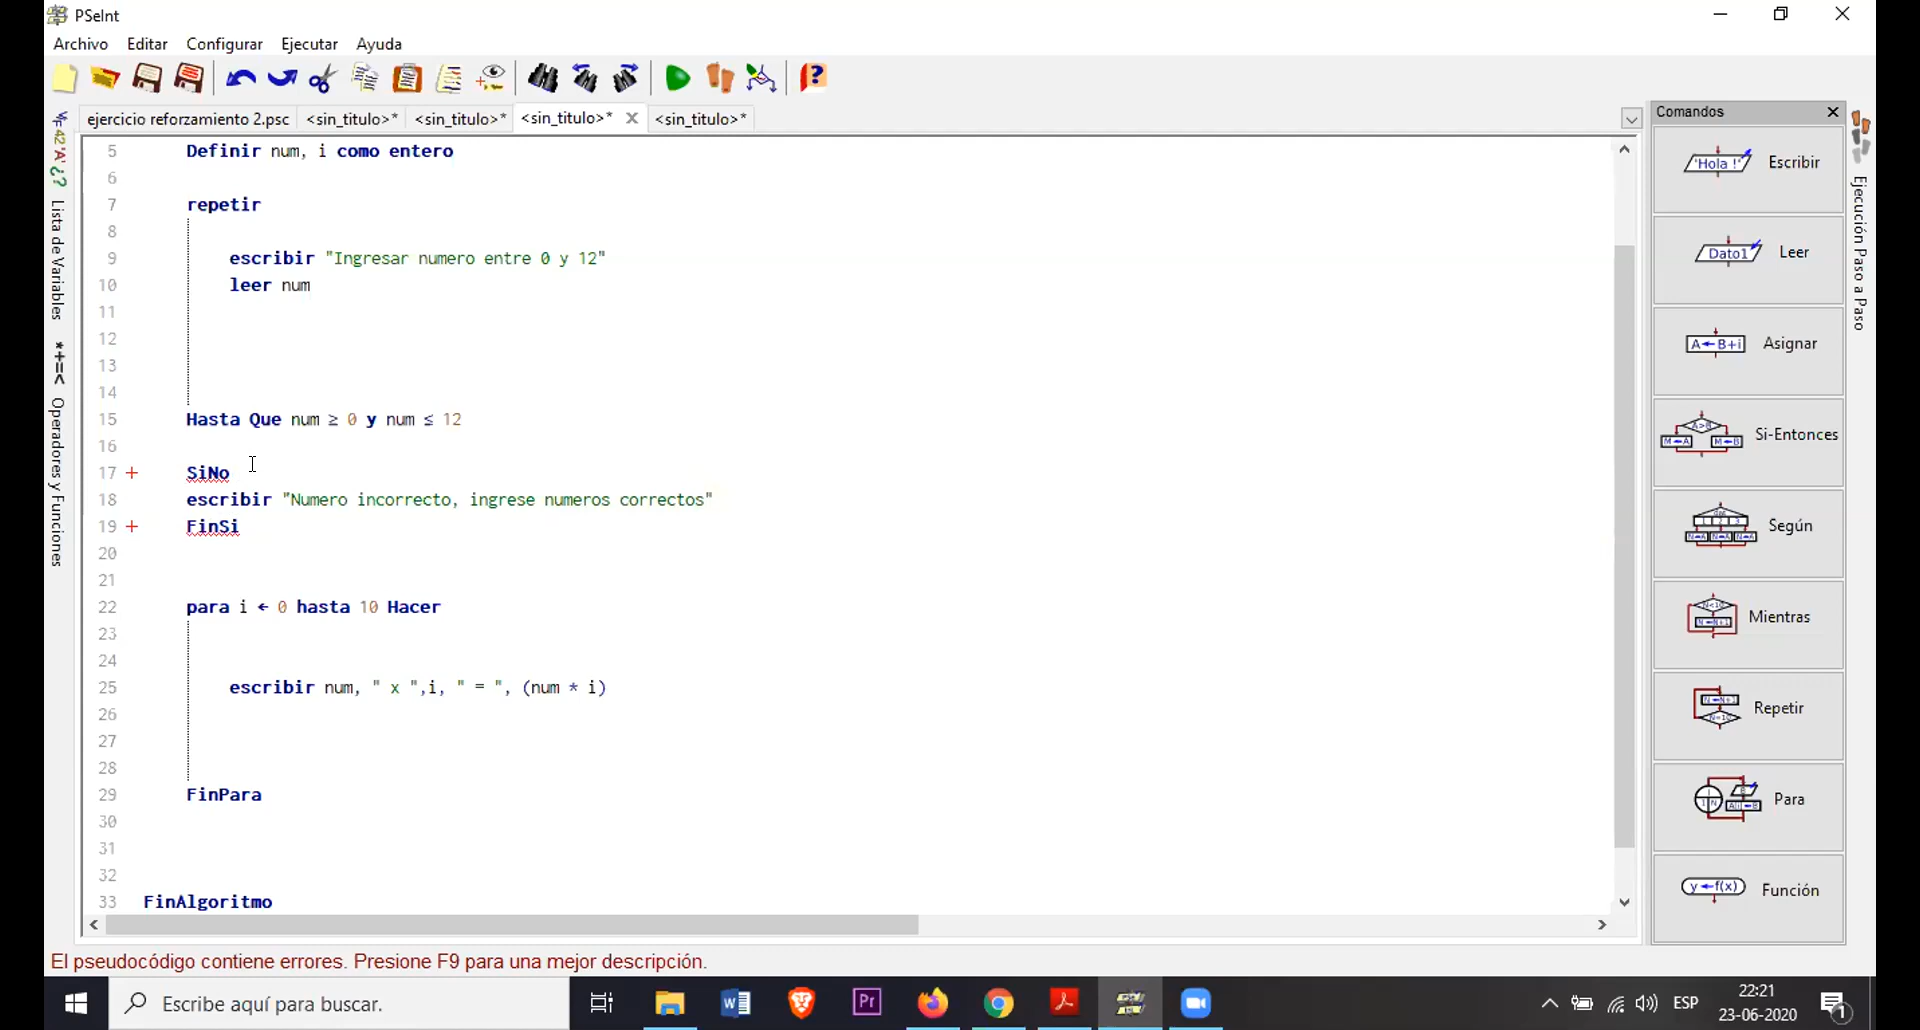 PSeInt
Archivo Editar Configurar Ejecutar Ayuda
ejercicio reforzamiento 2.psc <sin_titulo>* <sin_titulo>* <sin_titulo>* <sin_titulo>*
Comandos
5 Definir num, i como entero
6
7 repetir
8
9 escribir "Ingresar numero entre 0 y 12"
10 leer num
11
12
13
14
15 Hasta Que num ≥ 0 y num ≤ 12
16
17 SiNo
18 escribir "Numero incorrecto, ingrese numeros correctos"
19 FinSi
20
21
22 para i ← 0 hasta 10 Hacer
23
24
25 escribir num, " x ",i, " = ", (num * i)
26
27
28
29 FinPara
30
31
32
33 FinAlgoritmo
Lista de Variables
*+=< Operadores y Funciones
'Hola !' Escribir
Dato1 Leer
A←B+i Asignar
Si-Entonces
Según
Mientras
Repetir
Para
y←f(x) Función
Ejecución Paso a Paso
El pseudocódigo contiene errores. Presione F9 para una mejor descripción.
Escribe aquí para buscar.
Pr
ESP
22:21
23-06-2020
1